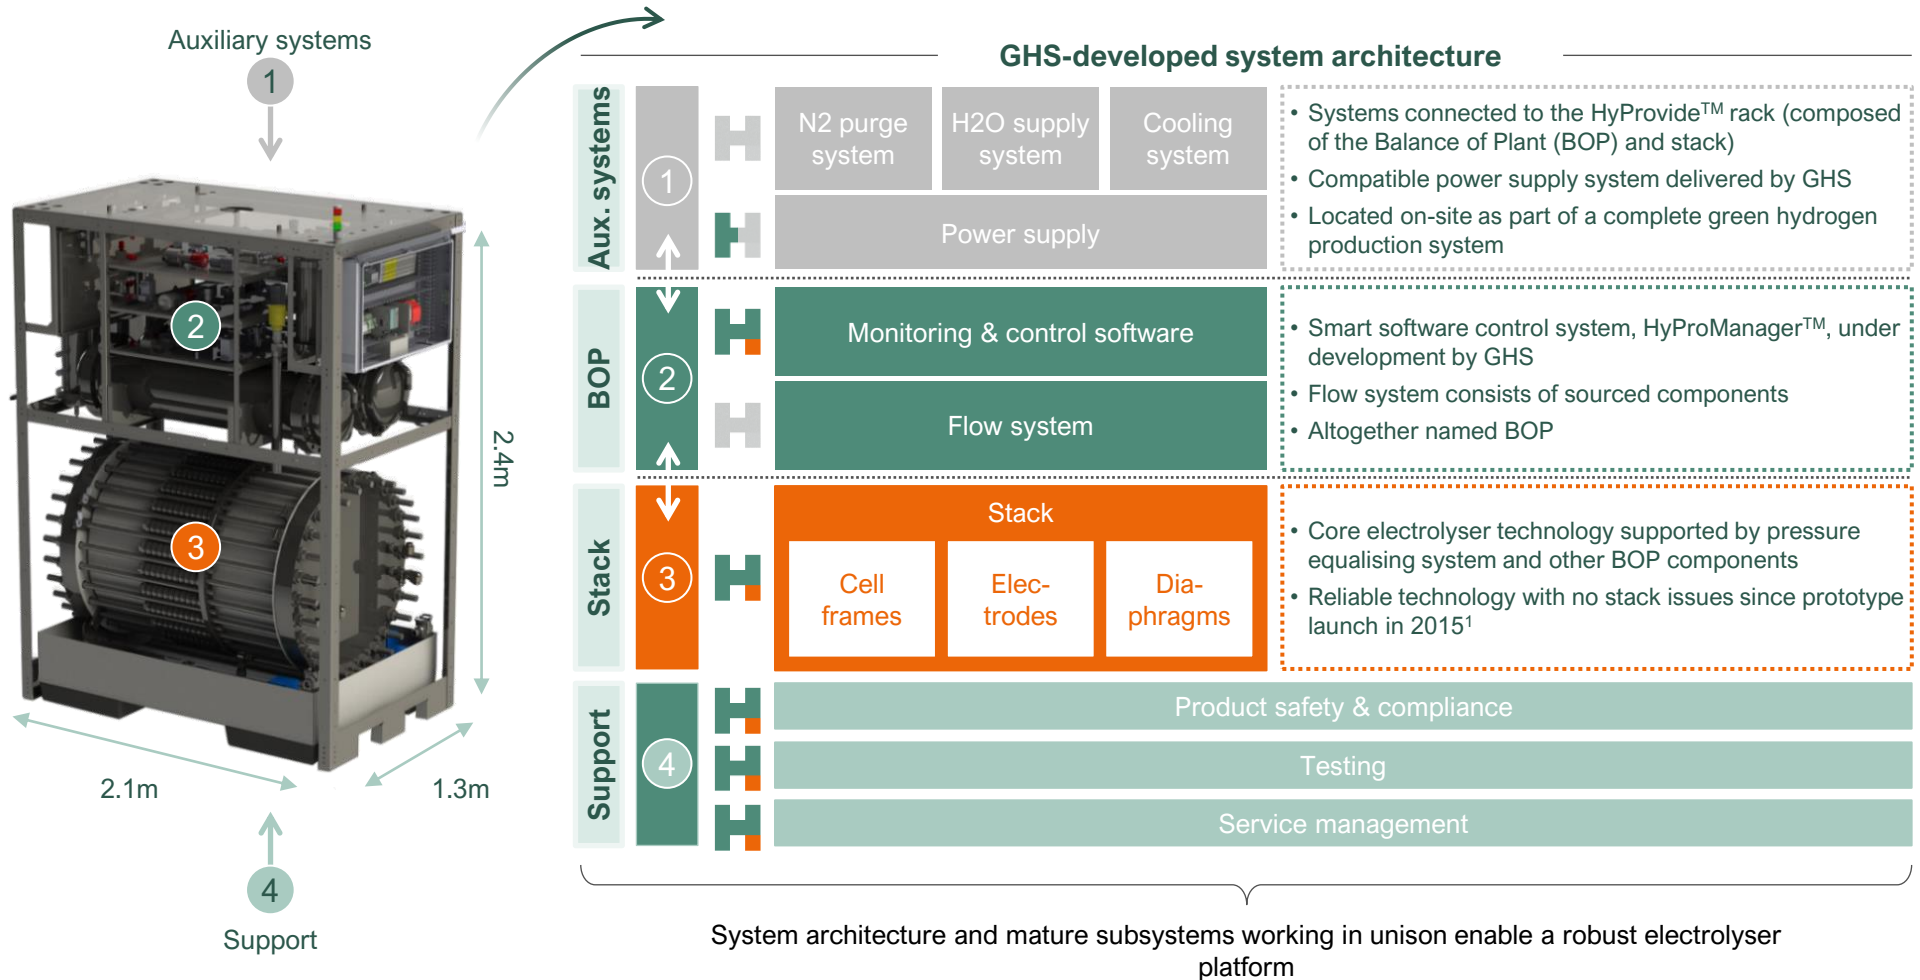 Auxiliary systems
1
2
3
2.4m
2.1m
1.3m
4
Support
GHS-developed system architecture
Aux. systems
1
N2 purge
system
H2O supply
system
Cooling
system
Power supply
• Systems connected to the HyProvide™ rack (composed
of the Balance of Plant (BOP) and stack)
• Compatible power supply system delivered by GHS
• Located on-site as part of a complete green hydrogen
production system
BOP
2
Monitoring & control software
Flow system
• Smart software control system, HyProManager™, under
development by GHS
• Flow system consists of sourced components
• Altogether named BOP
Stack
3
Stack
Cell
frames
Elec-
trodes
Dia-
phragms
• Core electrolyser technology supported by pressure
equalising system and other BOP components
• Reliable technology with no stack issues since prototype
launch in 2015¹
Support
4
Product safety & compliance
Testing
Service management
System architecture and mature subsystems working in unison enable a robust electrolyser
platform